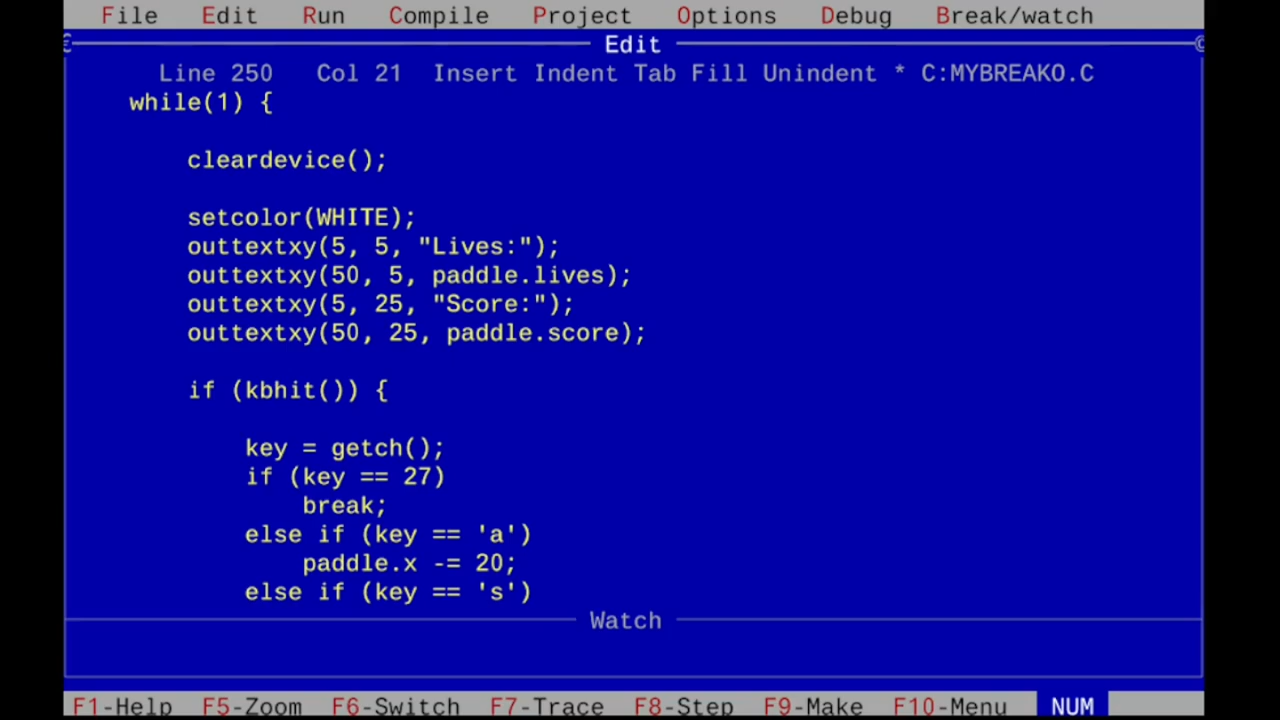 File Edit Run Compile Project Options Debug Break/watch
Edit
Line 250 Col 21 Insert Indent Tab Fill Unindent * C:MYBREAKO.C
while(1) {
cleardevice();
setcolor(WHITE);
outtextxy(5, 5, "Lives:");
outtextxy(50, 5, paddle.lives);
outtextxy(5, 25, "Score:");
outtextxy(50, 25, paddle.score);
if (kbhit()) {
key = getch();
if (key == 27)
break;
else if (key == 'a')
paddle.x -= 20;
else if (key == 's')
Watch
F1-Help F5-Zoom F6-Switch F7-Trace F8-Step F9-Make F10-Menu NUM